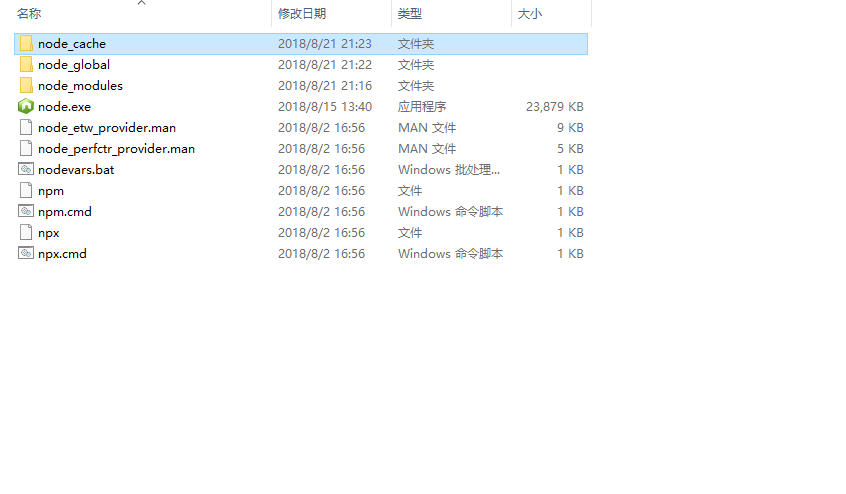 名称 修改日期 类型 大小
node_cache 2018/8/21 21:23 文件夹
node_global 2018/8/21 21:22 文件夹
node_modules 2018/8/21 21:16 文件夹
node.exe 2018/8/15 13:40 应用程序 23,879 KB
node_etw_provider.man 2018/8/2 16:56 MAN 文件 9 KB
node_perfctr_provider.man 2018/8/2 16:56 MAN 文件 5 KB
nodevars.bat 2018/8/2 16:56 Windows 批处理... 1 KB
npm 2018/8/2 16:56 文件 1 KB
npm.cmd 2018/8/2 16:56 Windows 命令脚本 1 KB
npx 2018/8/2 16:56 文件 1 KB
npx.cmd 2018/8/2 16:56 Windows 命令脚本 1 KB